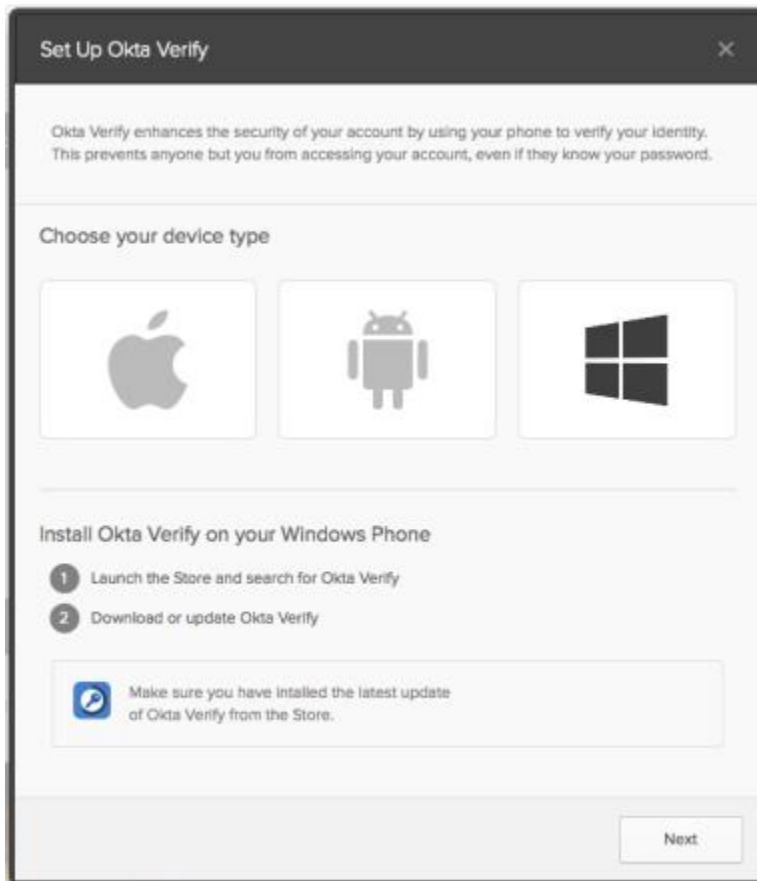 Set Up Okta Verify
Okta Verify enhances the security of your account by using your phone to verify your identity.
This prevents anyone but you from accessing your account, even if they know your password.
Choose your device type
Install Okta Verify on your Windows Phone
1 Launch the Store and search for Okta Verify
2 Download or update Okta Verify
Make sure you have intalled the latest update
of Okta Verify from the Store.
Next